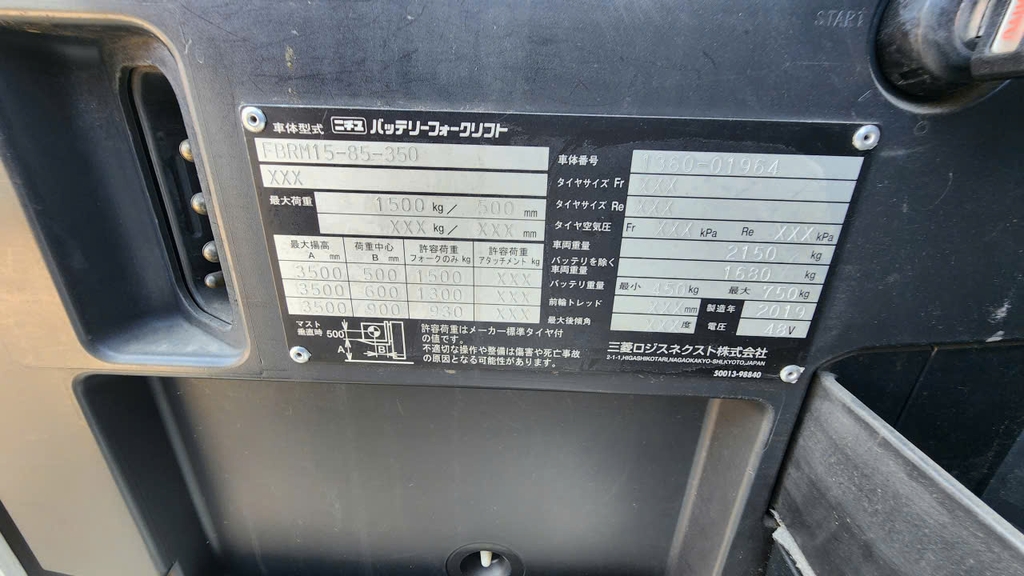 START
車体型式 ニチユ バッテリーフォークリフト
FBRM15-85-350
XXX
最大荷重 1500 kg/ 500 mm
XXX kg/ XXX mm
最大揚高 A mm 荷重中心 B mm 許容荷重 フォークのみ kg 許容荷重 アタッチメント kg
3500 500 1500 XXX
3500 600 1300 XXX
3500 900 930 XXX
マスト垂直時 500 A B
許容荷重はメーカー標準タイヤ付
の値です。
不適切な操作や整備は傷害や死亡事故
の原因となる可能性があります。
車体番号 1360-01964
タイヤサイズ Fr XXX
タイヤサイズ Re XXX
タイヤ空気圧 Fr XXX kPa Re XXX kPa
車両重量 2150 kg
バッテリを除く
車両重量 1680 kg
バッテリ重量 最小 450 kg 最大 750 kg
前輪トレッド XXX mm 製造年 2019
最大後傾角 度 電圧 48 V
三菱ロジスネクスト株式会社
2-1-1,HIGASHIKOTARI,NAGAOKAKYO-SHI,KYOTO,JAPAN
50013-98840